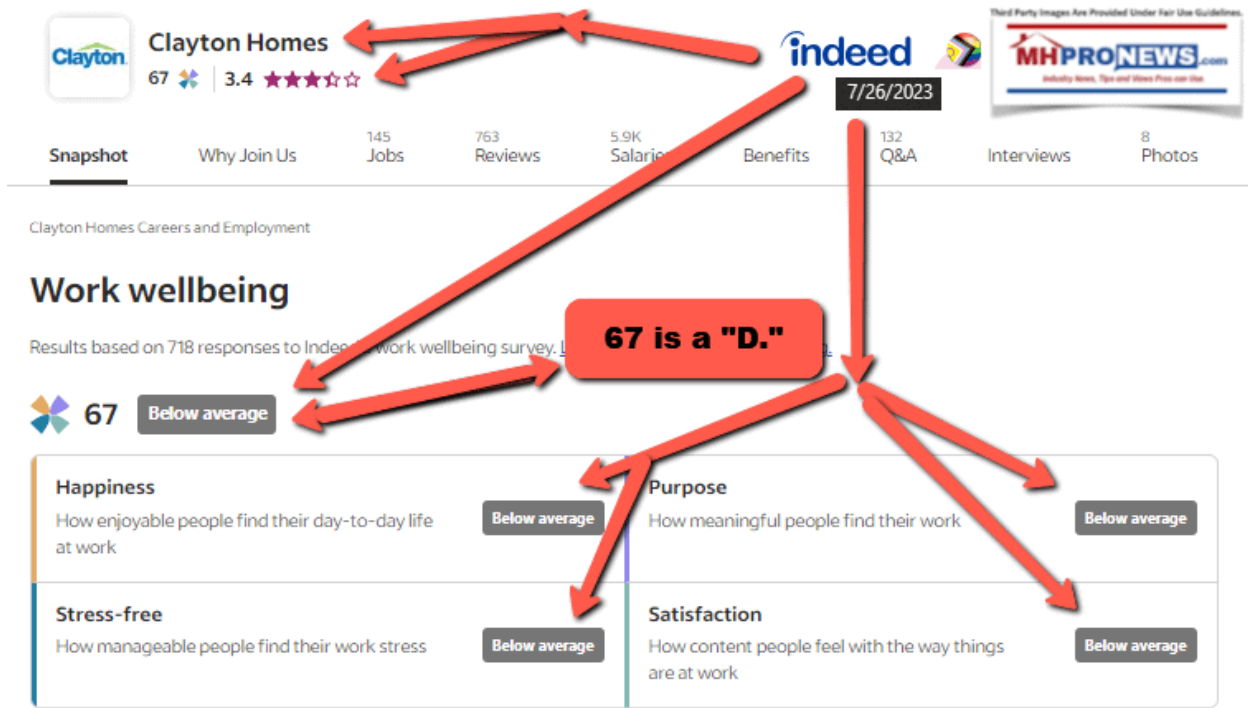 Third Party Images Are Provided Under Fair Use Guidelines.
Clayton
Clayton Homes
67 3.4
indeed
7/26/2023
MHPRONEWS.com
Industry News, Tips and Views Pros can Use
Snapshot
Why Join Us
145
Jobs
763
Reviews
5.9K
Salaries
Benefits
132
Q&A
Interviews
8
Photos
Clayton Homes Careers and Employment
Work wellbeing
Results based on 718 responses to Indeed's work wellbeing survey.
67 is a "D."
67 Below average
Happiness
How enjoyable people find their day-to-day life
at work
Below average
Purpose
How meaningful people find their work
Below average
Stress-free
How manageable people find their work stress
Below average
Satisfaction
How content people feel with the way things
are at work
Below average